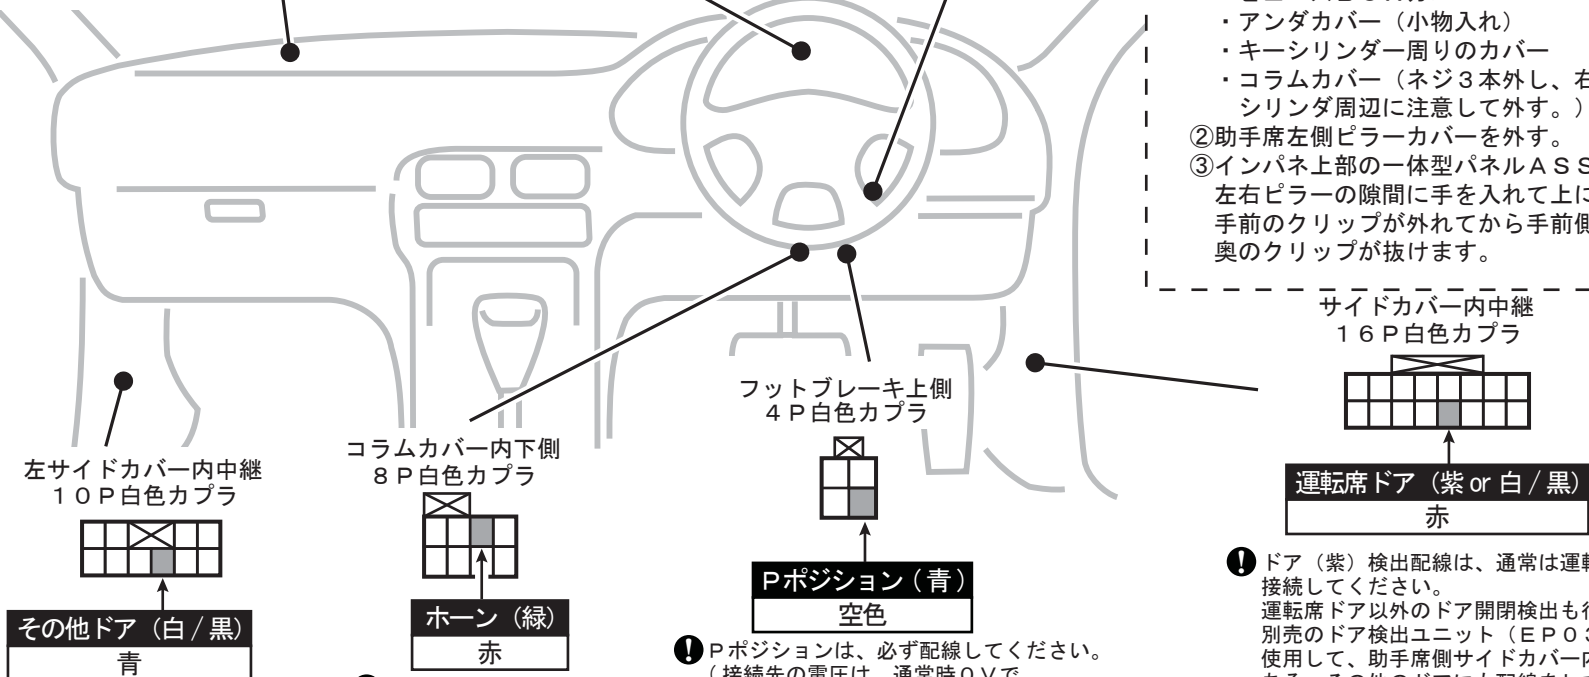 ・アンダカバー（小物入れ）
・キーシリンダー周りのカバー
・コラムカバー（ネジ３本外し、右
シリンダ周辺に注意して外す。）
②助手席左側ピラーカバーを外す。
③インパネ上部の一体型パネルＡＳＳ
左右ピラーの隙間に手を入れて上に
手前のクリップが外れてから手前側
奥のクリップが抜けます。
サイドカバー内中継
１６Ｐ白色カプラ
運転席ドア（紫 or 白 / 黒）
赤
フットブレーキ上側
４Ｐ白色カプラ
Ｐポジション（青）
空色
コラムカバー内下側
８Ｐ白色カプラ
ホーン（緑）
赤
左サイドカバー内中継
１０Ｐ白色カプラ
その他ドア（白 / 黒）
青
Ｐポジションは、必ず配線してください。
（接続先の電圧は、通常時０Ｖで
ドア（紫）検出配線は、通常は運転
接続してください。
運転席ドア以外のドア開閉検出も行
別売のドア検出ユニット（ＥＰ０３
使用して、助手席側サイドカバー内